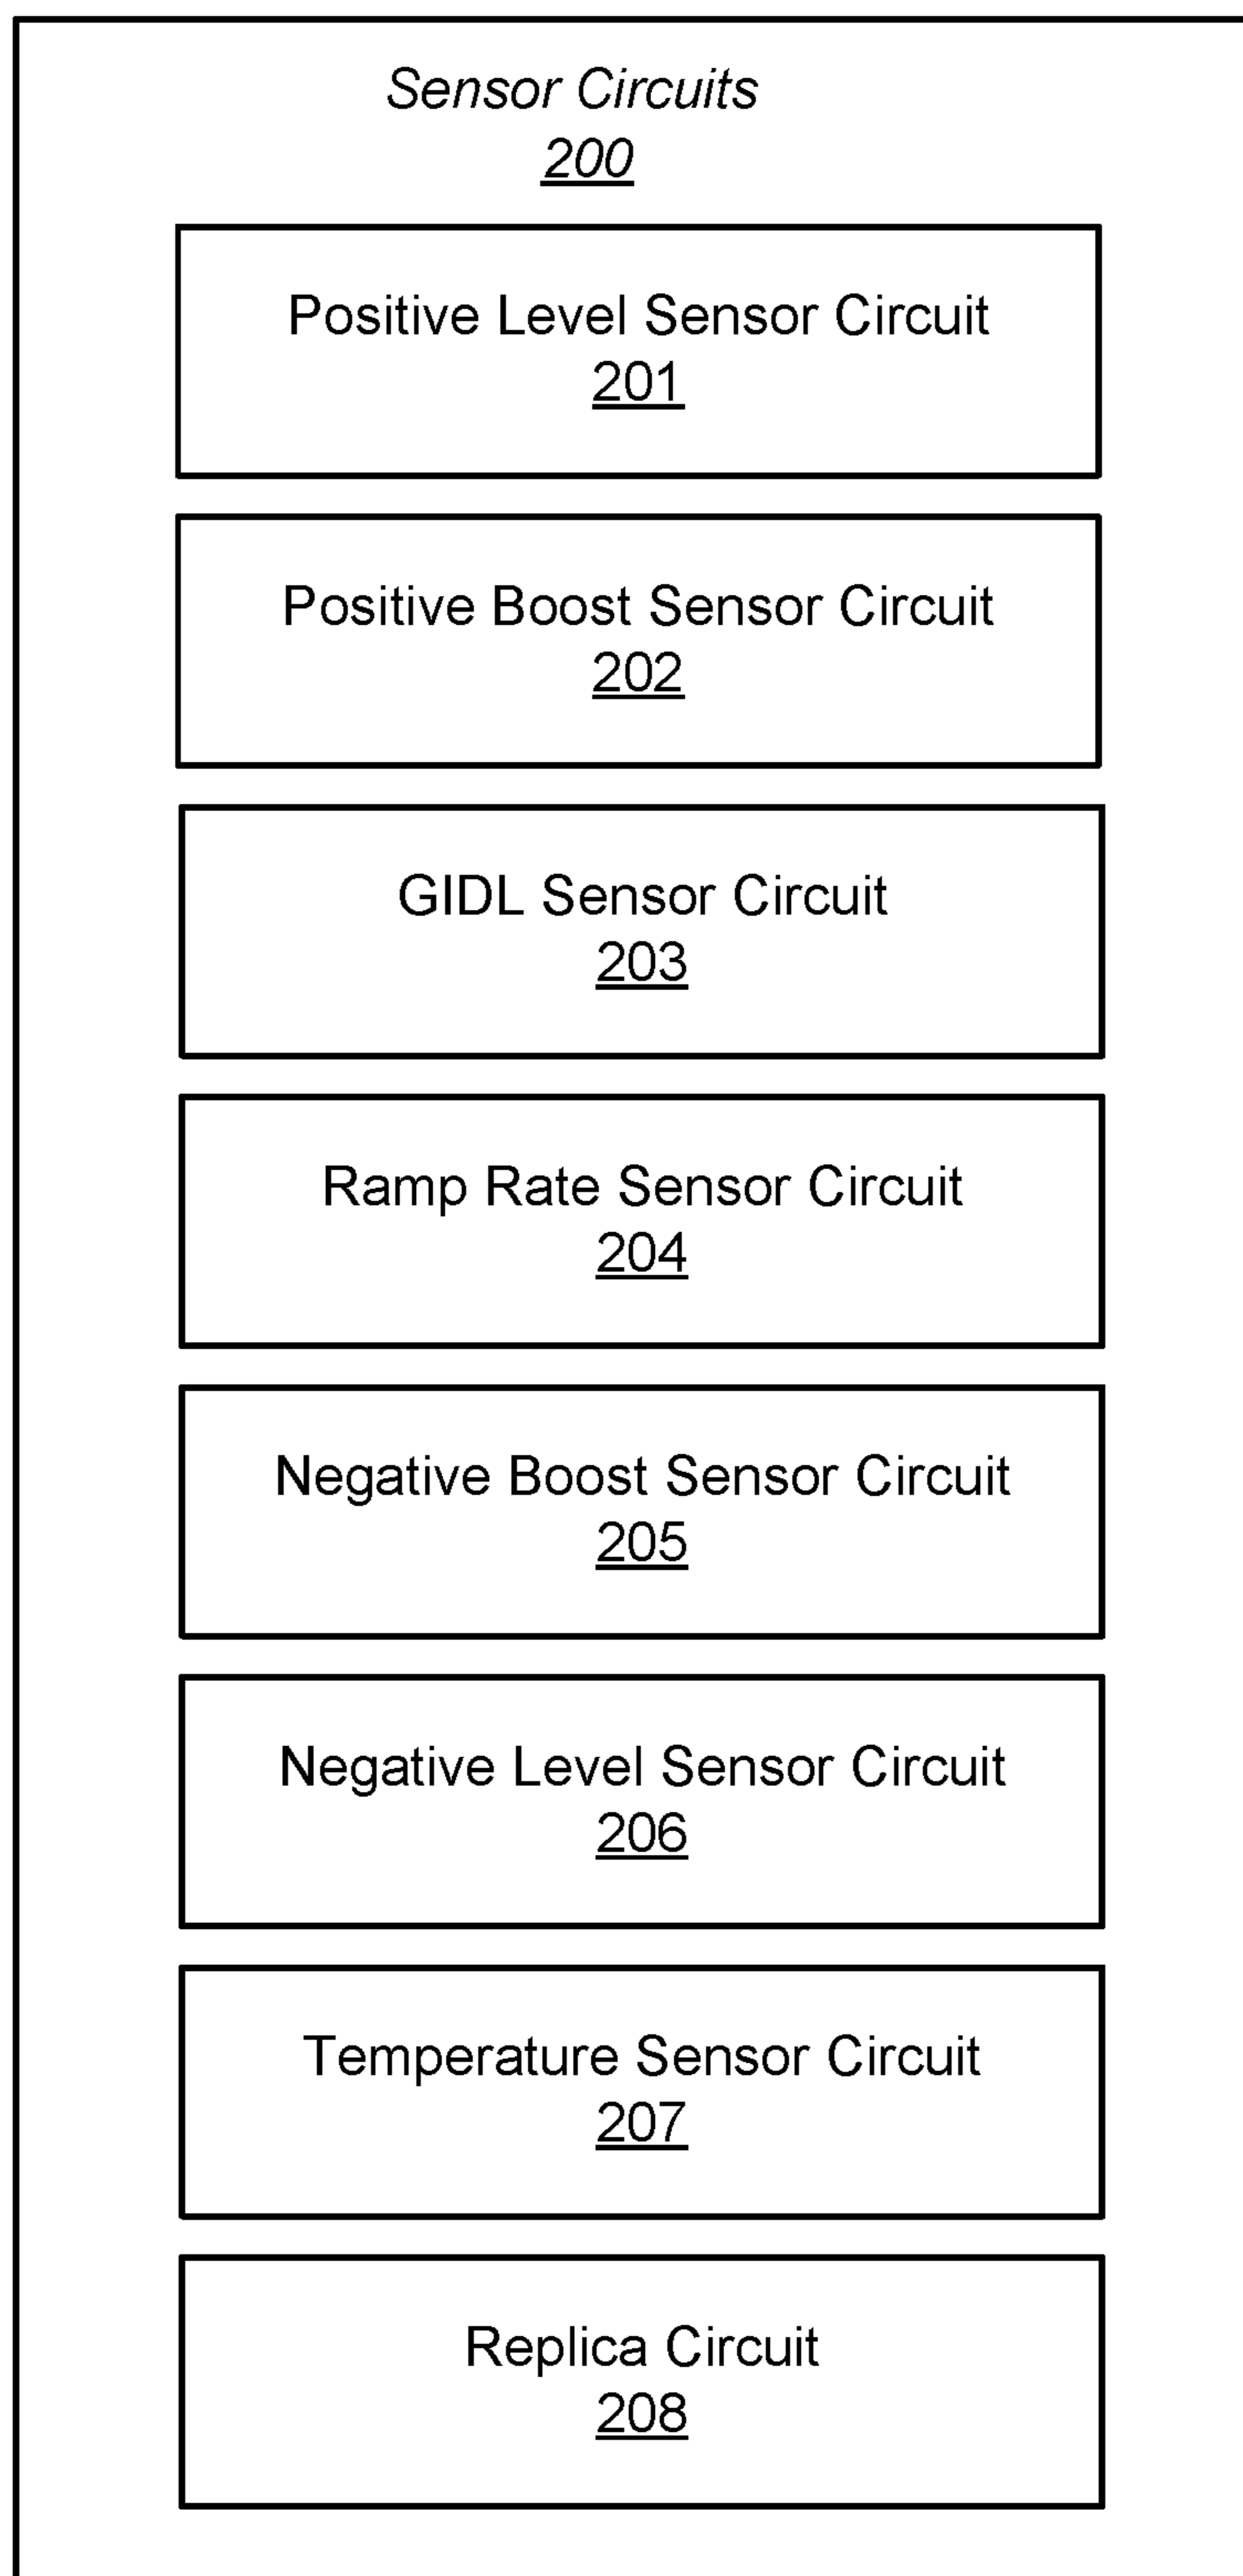 Sensor Circuits
200
Positive Level Sensor Circuit
201
Positive Boost Sensor Circuit
202
GIDL Sensor Circuit
203
Ramp Rate Sensor Circuit
204
Negative Boost Sensor Circuit
205
Negative Level Sensor Circuit
206
Temperature Sensor Circuit
207
Replica Circuit
208